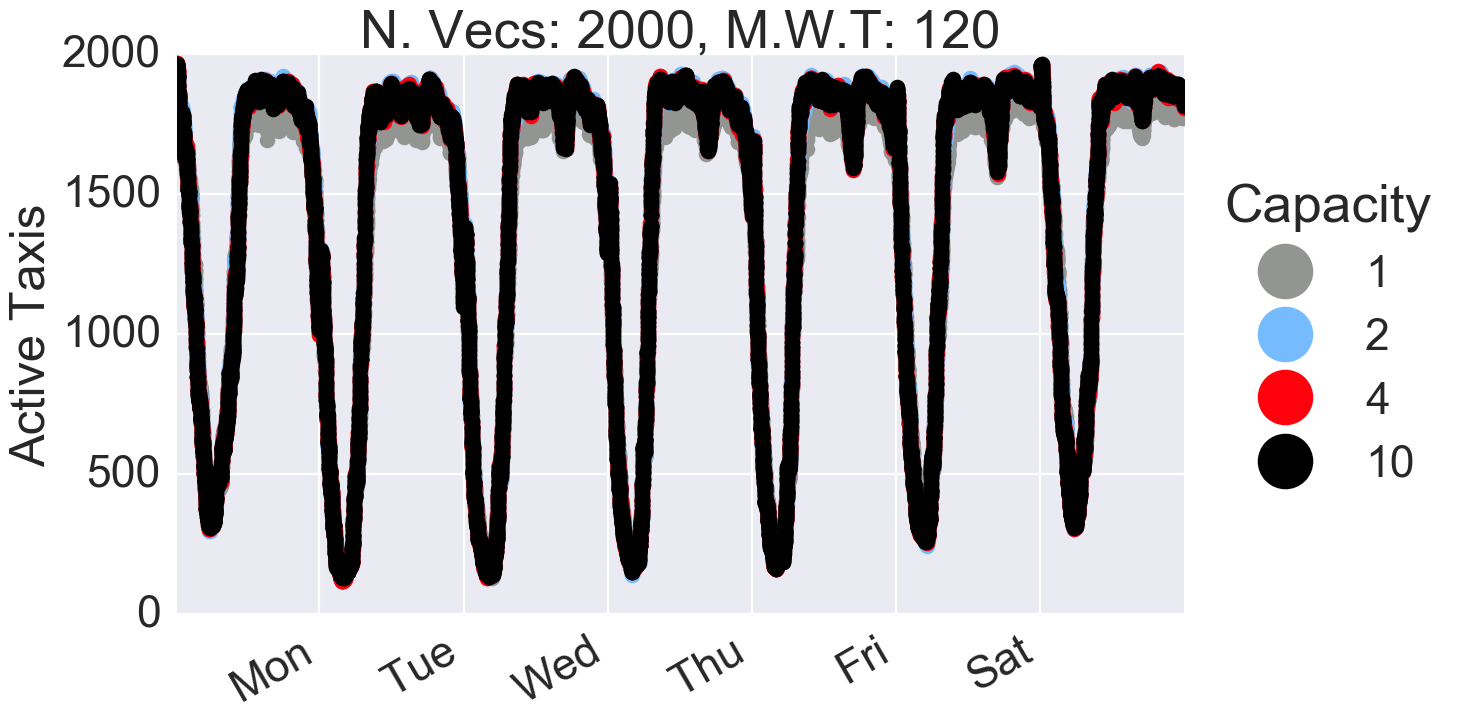 N. Vecs: 2000, M.W.T: 120
2000
1500
1000
500
0
Active Taxis
Mon
Tue
Wed
Thu
Fri
Sat
Capacity
1
2
4
10